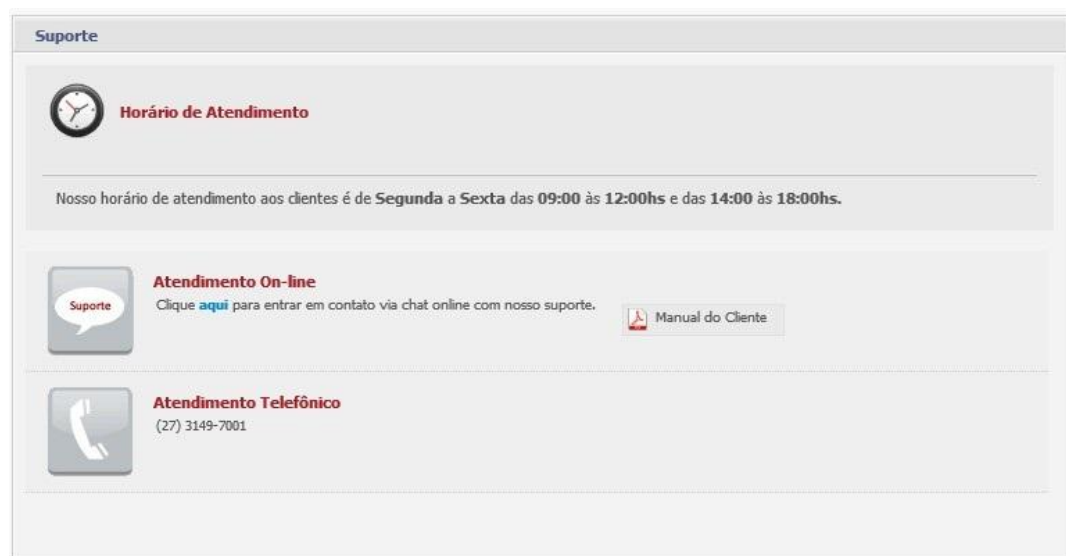 Suporte
Horário de Atendimento
Nosso horário de atendimento aos clientes é de Segunda a Sexta das 09:00 às 12:00hs e das 14:00 às 18:00hs.
Suporte
Atendimento On-line
Clique aqui para entrar em contato via chat online com nosso suporte.
Manual do Cliente
Atendimento Telefônico
(27) 3149-7001